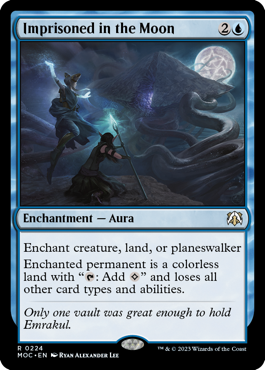 Imprisoned in the Moon 2
Enchantment — Aura
Enchant creature, land, or planeswalker
Enchanted permanent is a colorless
land with “: Add ” and loses all
other card types and abilities.
Only one vault was great enough to hold
Emrakul.
R 0224
MOC • EN Ryan Alexander Lee
™ & © 2023 Wizards of the Coast